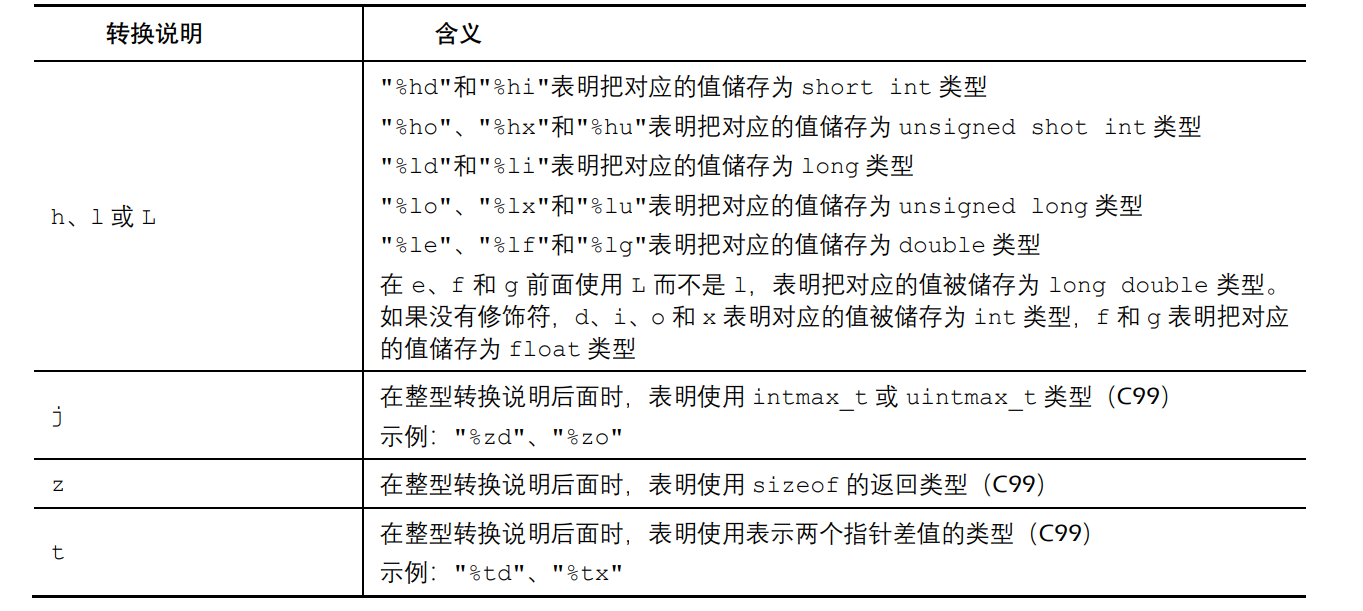 转换说明 含义
"%hd"和"%hi"表明把对应的值储存为 short int 类型
"%ho"、"%hx"和"%hu"表明把对应的值储存为 unsigned shot int 类型
"%ld"和"%li"表明把对应的值储存为 long 类型
h、l 或 L
"%lo"、"%lx"和"%lu"表明把对应的值储存为 unsigned long 类型
"%le"、"%lf"和"%lg"表明把对应的值储存为 double 类型
在 e、f 和 g 前面使用 L 而不是 l，表明把对应的值被储存为 long double 类型。
如果没有修饰符，d、i、o 和 x 表明对应的值被储存为 int 类型，f 和 g 表明把对应
的值储存为 float 类型
j
在整型转换说明后面时，表明使用 intmax_t 或 uintmax_t 类型（C99）
示例："%zd"、"%zo"
z
在整型转换说明后面时，表明使用 sizeof 的返回类型（C99）
t
在整型转换说明后面时，表明使用表示两个指针差值的类型（C99）
示例："%td"、"%tx"